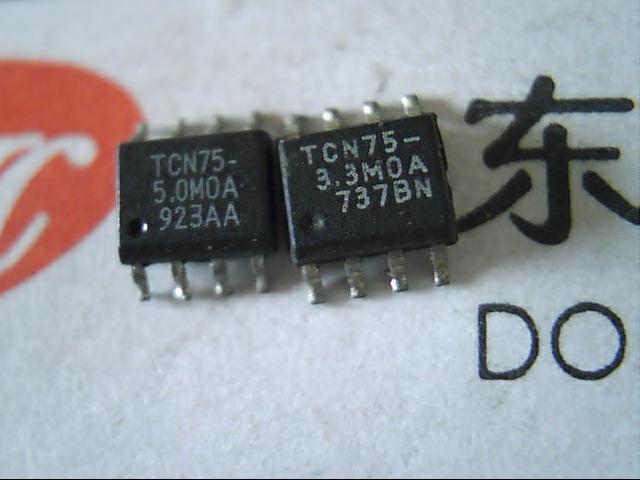 TCN75-
5.0MOA
923AA
TCN75-
3.3MOA
737BN
东
DO